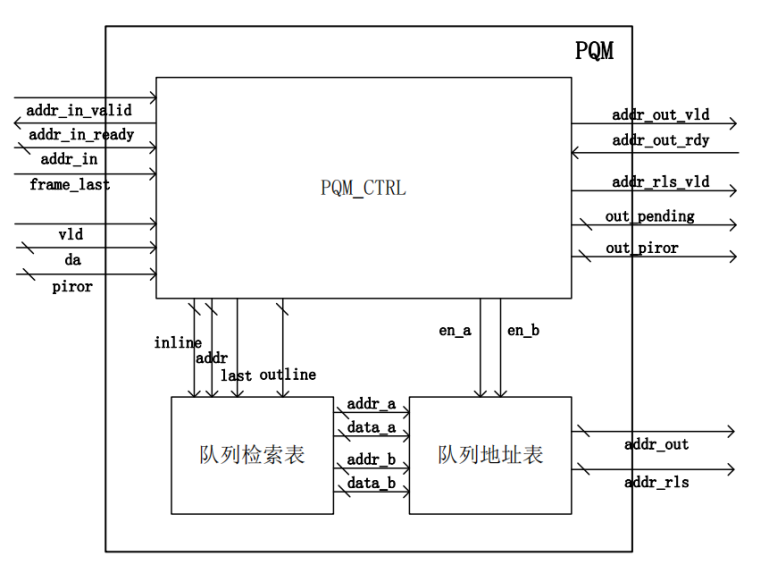 PQM
addr_in_valid
addr_in_ready
addr_in
frame_last
vld
da
piror
PQM_CTRL
addr_out_vld
addr_out_rdy
addr_rls_vld
out_pending
out_piror
inline
addr
last
outline
en_a
en_b
队列检索表
addr_a
data_a
addr_b
data_b
队列地址表
addr_out
addr_rls